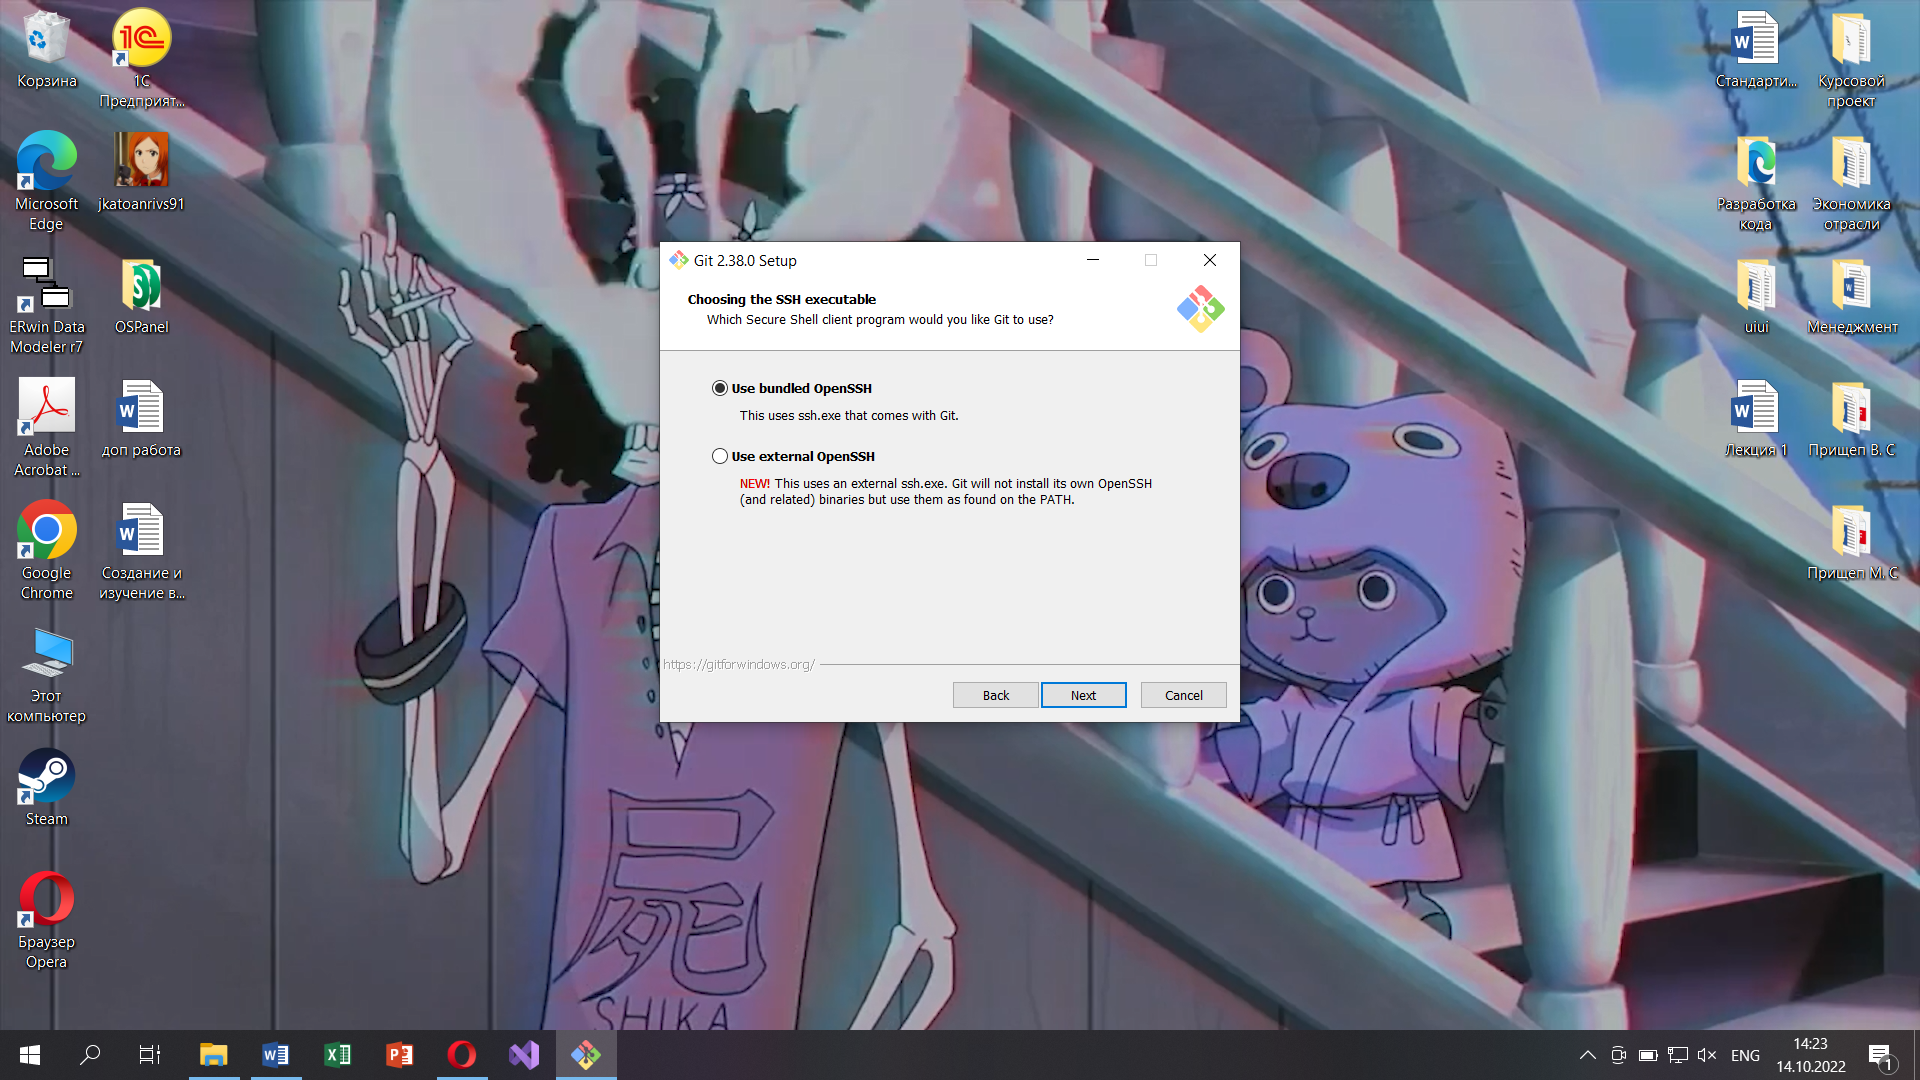 Корзина
1C
Предприят...
Microsoft
Edge
jkatoanrivs91
ERwin Data
Modeler r7
OSPanel
Adobe
Acrobat ...
доп работа
Google
Chrome
Создание и
изучение в...
Этот
компьютер
Steam
Браузер
Opera
Git 2.38.0 Setup
Choosing the SSH executable
Which Secure Shell client program would you like Git to use?
Use bundled OpenSSH
This uses ssh.exe that comes with Git.
Use external OpenSSH
NEW! This uses an external ssh.exe. Git will not install its own OpenSSH
(and related) binaries but use them as found on the PATH.
https://gitforwindows.org/
Back
Next
Cancel
屍
SHIKA
Стандарти...
Курсовой
проект
Разработка
кода
Экономика
отрасли
uiui
Менеджмент
Лекция 1
Прищеп В. С
Прищеп М. С
ENG
14:23
14.10.2022
1